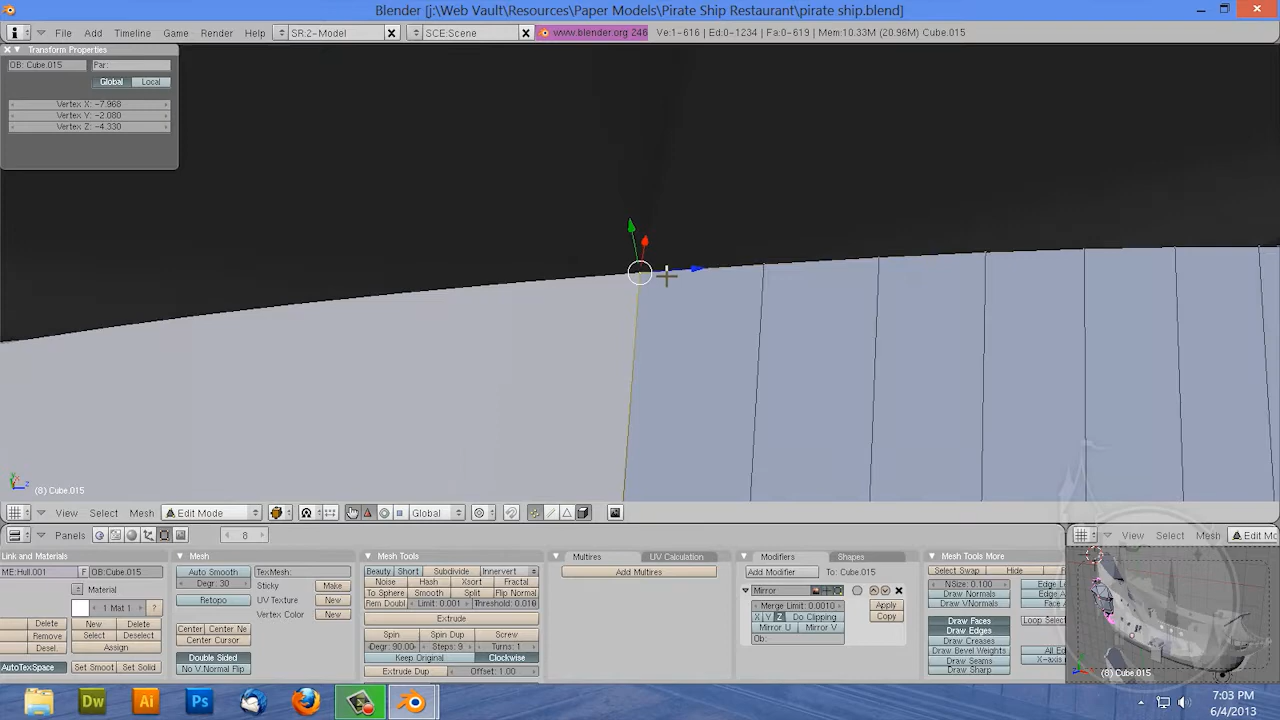 Blender [j:\Web Vault\Resources\Paper Models\Pirate Ship Restaurant\pirate ship.blend]
File Add Timeline Game Render Help SR:2-Model SCE:Scene www.blender.org 246 Ve:1-616 | Ed:0-1234 | Fa:0-619 | Mem:10.33M (20.96M) Cube.015
Transform Properties
OB: Cube.015 Par:
Global Local
Vertex X: -7.968
Vertex Y: -2.080
Vertex Z: -4.330
(8) Cube.015
View Select Mesh Edit Mode Global
Panels 8 View Select Mesh Edit Mo
Link and Materials Mesh Mesh Tools Multires UV Calculation Modifiers Shapes Mesh Tools More
ME:Hull.001 F OB:Cube.015 Auto Smooth TexMesh: Beauty Short Subdivide Innervert Add Multires Add Modifier To: Cube.015 Select Swap Hide
Material Degr: 30 Sticky Make Noise Hash Xsort Fractal NSize: 0.100
1 Mat 1 ? Retopo UV Texture New To Sphere Smooth Split Flip Normal Mirror Draw Normals
Vertex Color New Rem Doubl Limit: 0.001 Threshold: 0.010 Merge Limit: 0.0010 Apply Draw VNormals
Delete New Delete Center Center Ne Extrude X Y Z Do Clipping Copy Draw Faces Loop Selec
Remove Select Deselect Center Cursor Spin Spin Dup Screw Mirror U Mirror V Draw Edges
Desel. Assign Degr: 90.00 Steps: 9 Turns: 1 Ob: Draw Creases
Double Sided Keep Original Clockwise Draw Bevel Weights
AutoTexSpace Set Smoot Set Solid No V.Normal Flip Extrude Dup Offset: 1.00 Draw Seams X-axis
Draw Sharp
(8) Cube.015
Dw Ai Ps
7:03 PM
6/4/2013